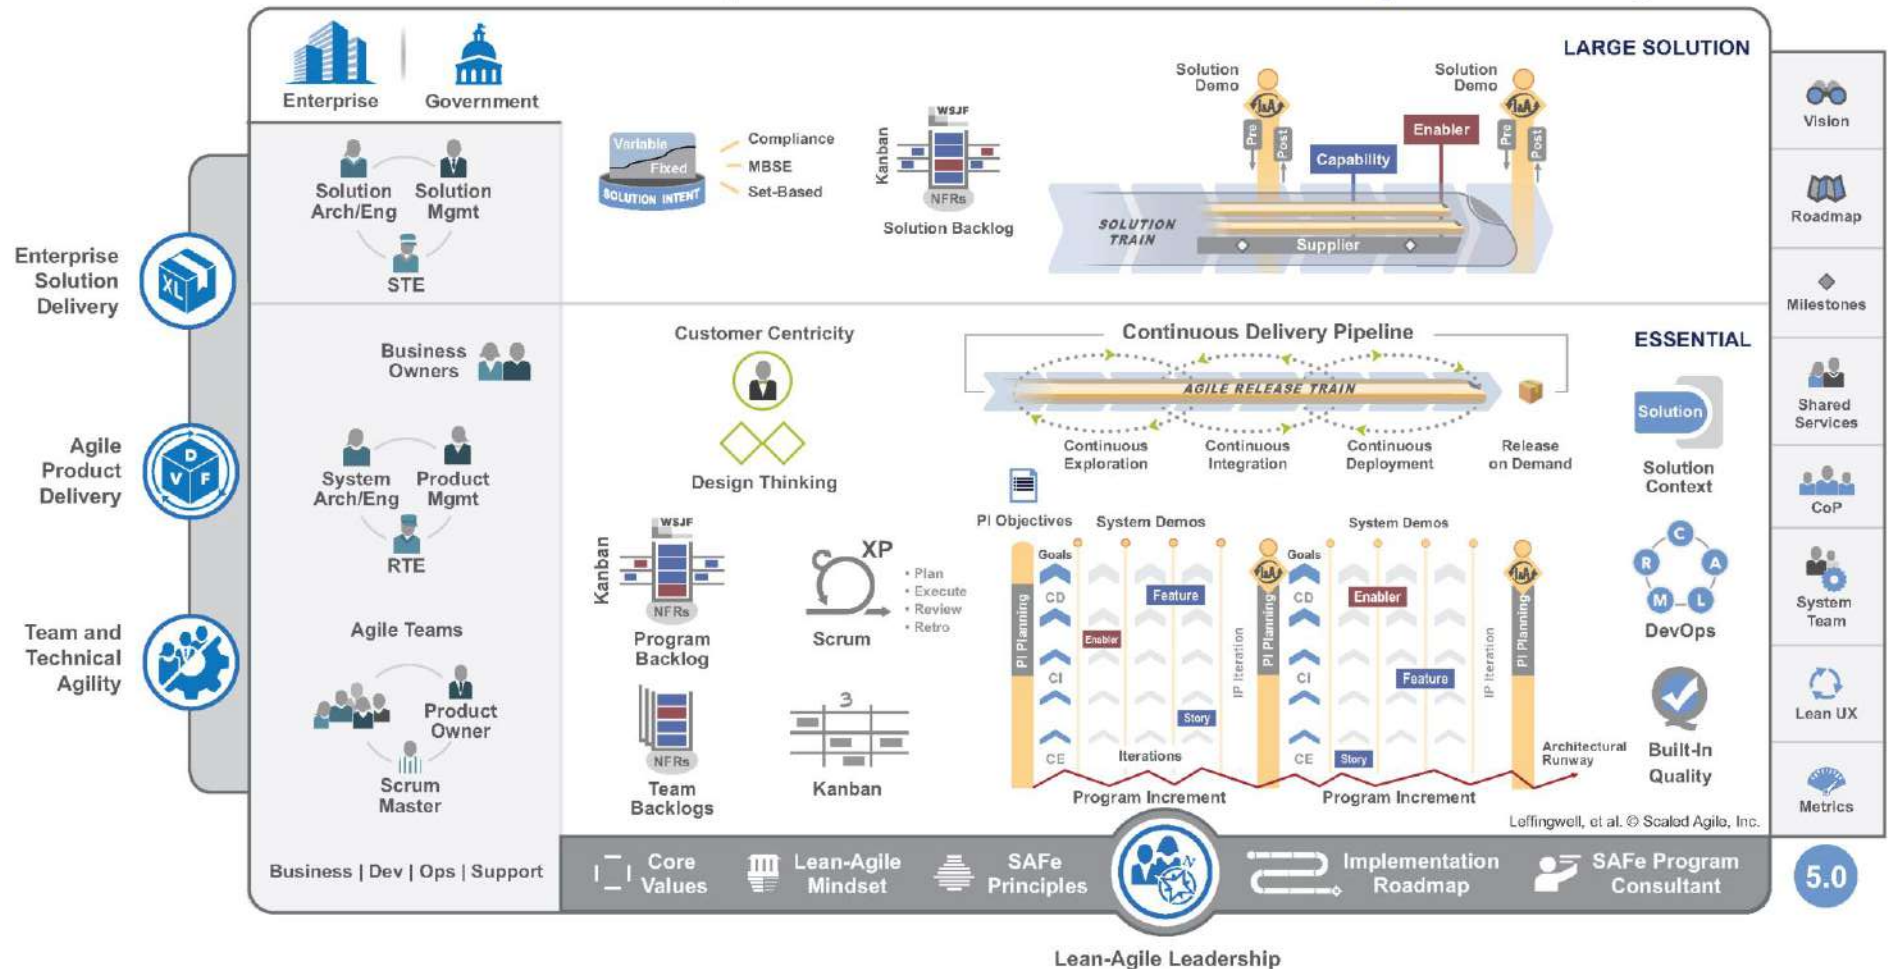 LARGE SOLUTION
Enterprise
Government
Solution
Arch/Eng
Solution
Mgmt
STE
Variable
Fixed
SOLUTION INTENT
Compliance
MBSE
Set-Based
Kanban
WSJF
NFRs
Solution Backlog
Solution
Demo
I&A
Pre
Post
Capability
Enabler
Solution
Demo
I&A
Pre
Post
SOLUTION
TRAIN
Supplier
Enterprise
Solution
Delivery
XL
Agile
Product
Delivery
D
V
F
Team and
Technical
Agility
ESSENTIAL
Business
Owners
System
Arch/Eng
Product
Mgmt
RTE
Agile Teams
Product
Owner
Scrum
Master
Business | Dev | Ops | Support
Customer Centricity
Design Thinking
Kanban
WSJF
NFRs
Program
Backlog
XP
• Plan
• Execute
• Review
• Retro
Scrum
NFRs
Team
Backlogs
3
Kanban
Continuous Delivery Pipeline
AGILE RELEASE TRAIN
Continuous
Exploration
Continuous
Integration
Continuous
Deployment
Release
on Demand
PI Objectives
System Demos
System Demos
PI Planning
Goals
CD
CI
CE
Enabler
Feature
Story
Iterations
IP Iteration
I&A
PI Planning
Goals
CD
CI
CE
Enabler
Feature
Story
IP Iteration
I&A
PI Planning
Architectural
Runway
Program Increment
Program Increment
Solution
Solution
Context
C
A
L
M
R
DevOps
Built-In
Quality
Leffingwell, et al. © Scaled Agile, Inc.
Vision
Roadmap
Milestones
Shared
Services
CoP
System
Team
Lean UX
Metrics
5.0
Core
Values
Lean-Agile
Mindset
SAFe
Principles
N
Implementation
Roadmap
SAFe Program
Consultant
Lean-Agile Leadership